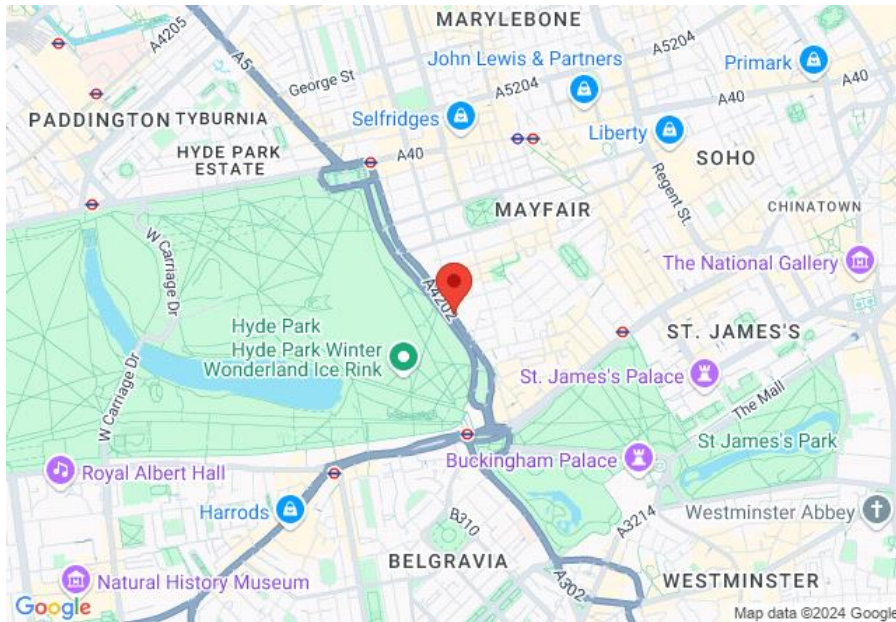 MARYLEBONE
A4205
A5
John Lewis & Partners
A5204
Primark
George St
A5204
A40
PADDINGTON
TYBURNIA
Selfridges
Liberty
HYDE PARK
ESTATE
A40
SOHO
MAYFAIR
Regent St.
CHINATOWN
W Carriage Dr
The National Gallery
A4202
Hyde Park
Hyde Park Winter
Wonderland Ice Rink
ST. JAMES'S
St. James's Palace
The Mall
W Carriage Dr
St James's Park
Royal Albert Hall
Buckingham Palace
Harrods
B310
A3214
Westminster Abbey
BELGRAVIA
Natural History Museum
A302
WESTMINSTER
Google
Map data ©2024 Google